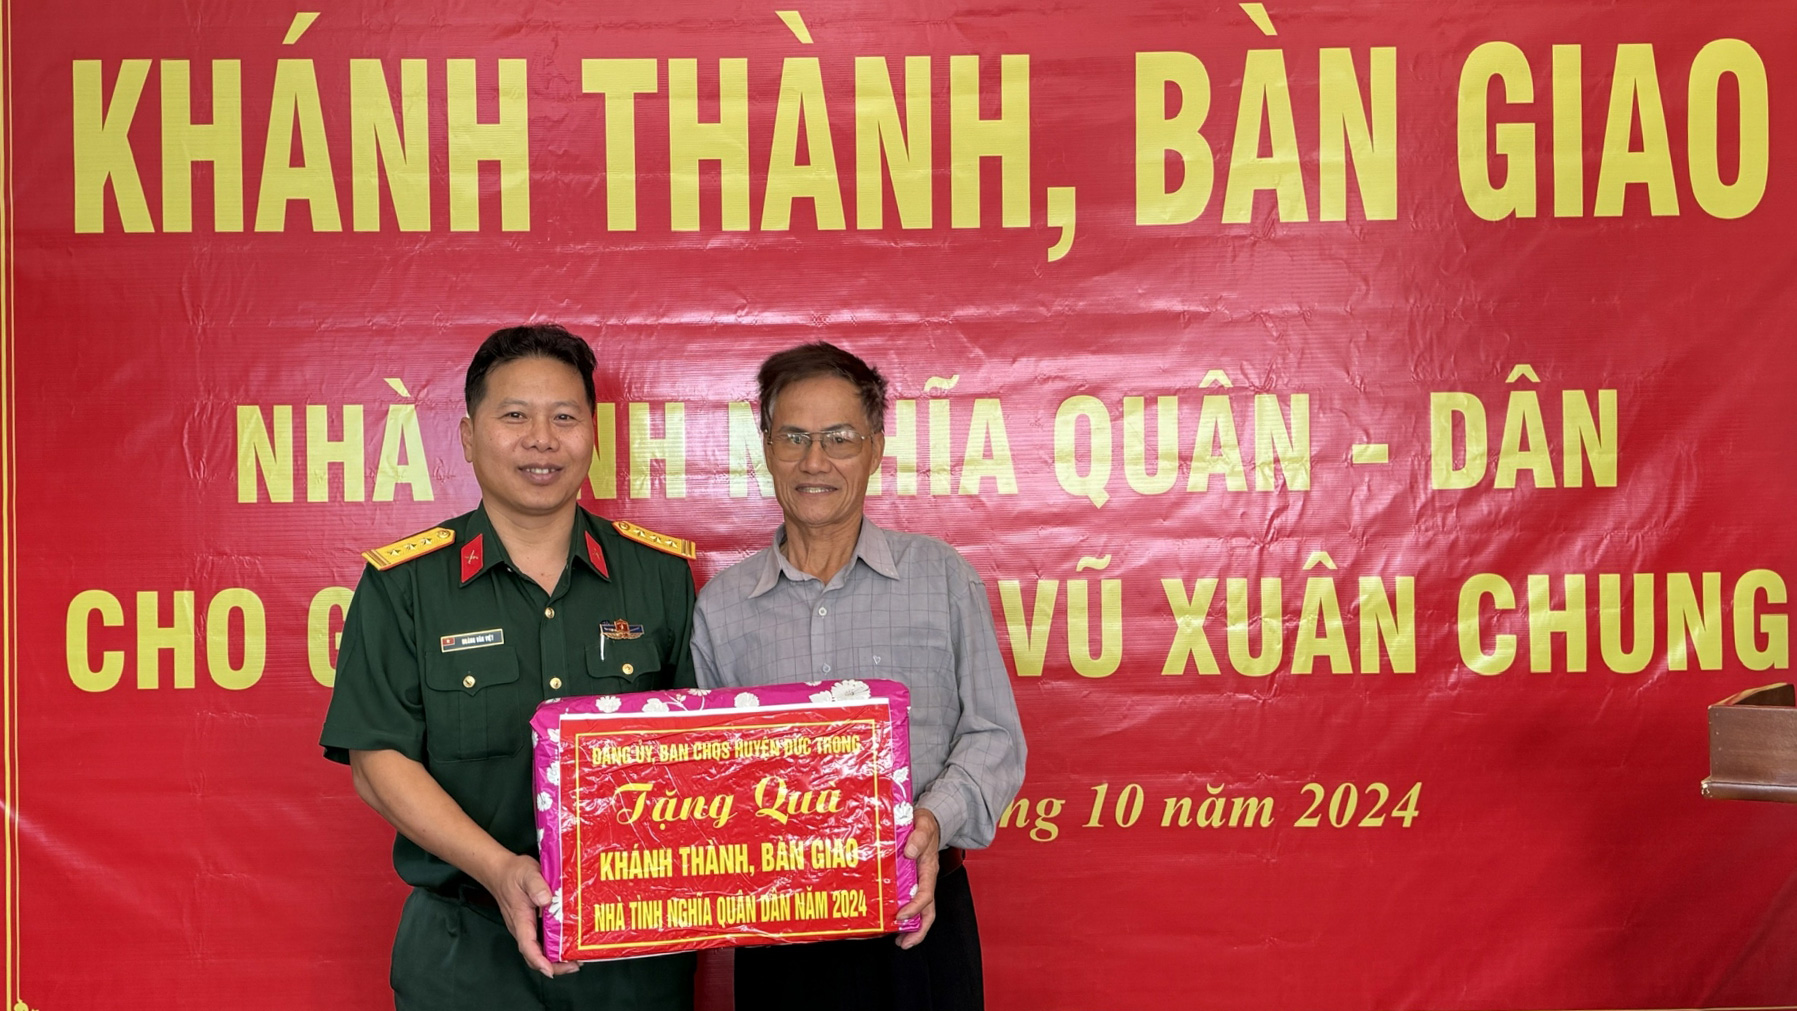 KHÁNH THÀNH, BÀN GIAO
NHÀ NGHĨA QUÂN - DÂN
CHO VŨ XUÂN CHUNG
10 năm 2024
ĐẢNG ỦY, BAN CHQS HUYỆN ĐỨC TRỌNG
Tặng Quà
KHÁNH THÀNH, BÀN GIAO
NHÀ TÌNH NGHĨA QUÂN DÂN NĂM 2024